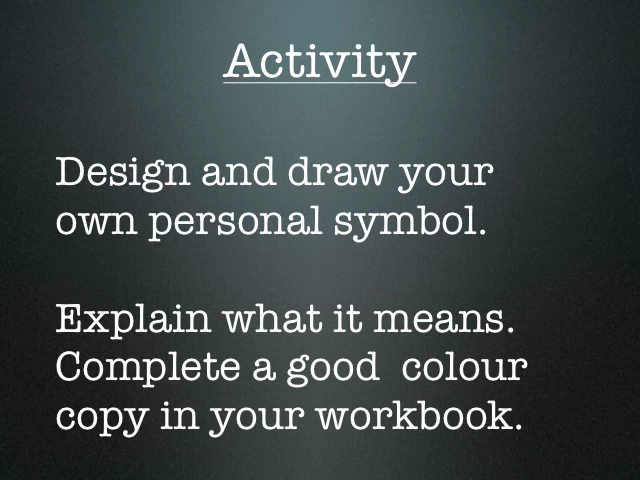 Activity
Design and draw your
own personal symbol.
Explain what it means.
Complete a good  colour
copy in your workbook.